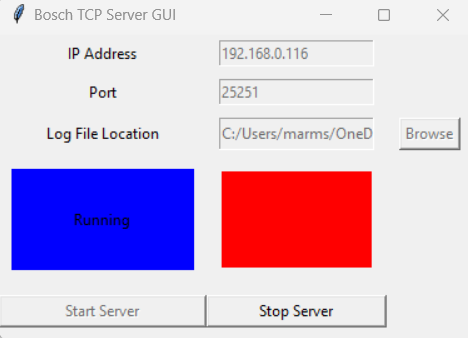 Bosch TCP Server GUI
IP Address 192.168.0.116
Port 25251
Log File Location C:/Users/marms/OneD Browse
Running
Start Server Stop Server